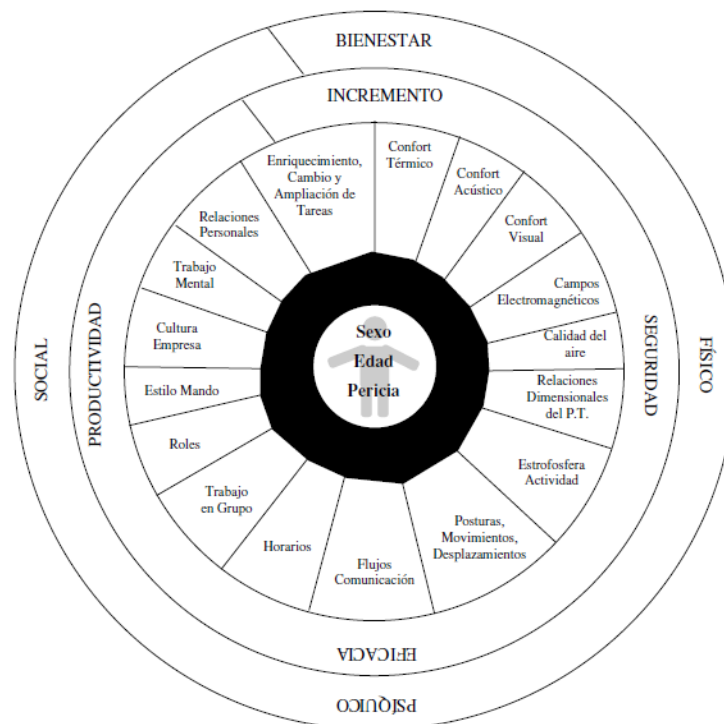 BIENESTAR
INCREMENTO
Enriquecimiento,
Cambio y
Ampliación de
Tareas
Confort
Térmico
Confort
Acústico
Confort
Visual
Campos
Electromagnéticos
Calidad del
aire
Relaciones
Dimensionales
del P.T.
Estrofosfera
Actividad
Posturas,
Movimientos,
Desplazamientos
Flujos
Comunicación
Horarios
Trabajo
en Grupo
Roles
Estilo Mando
Cultura
Empresa
Trabajo
Mental
Relaciones
Personales
Sexo
Edad
Pericia
SEGURIDAD
FÍSICO
EFICACIA
PSÍQUICO
PRODUCTIVIDAD
SOCIAL